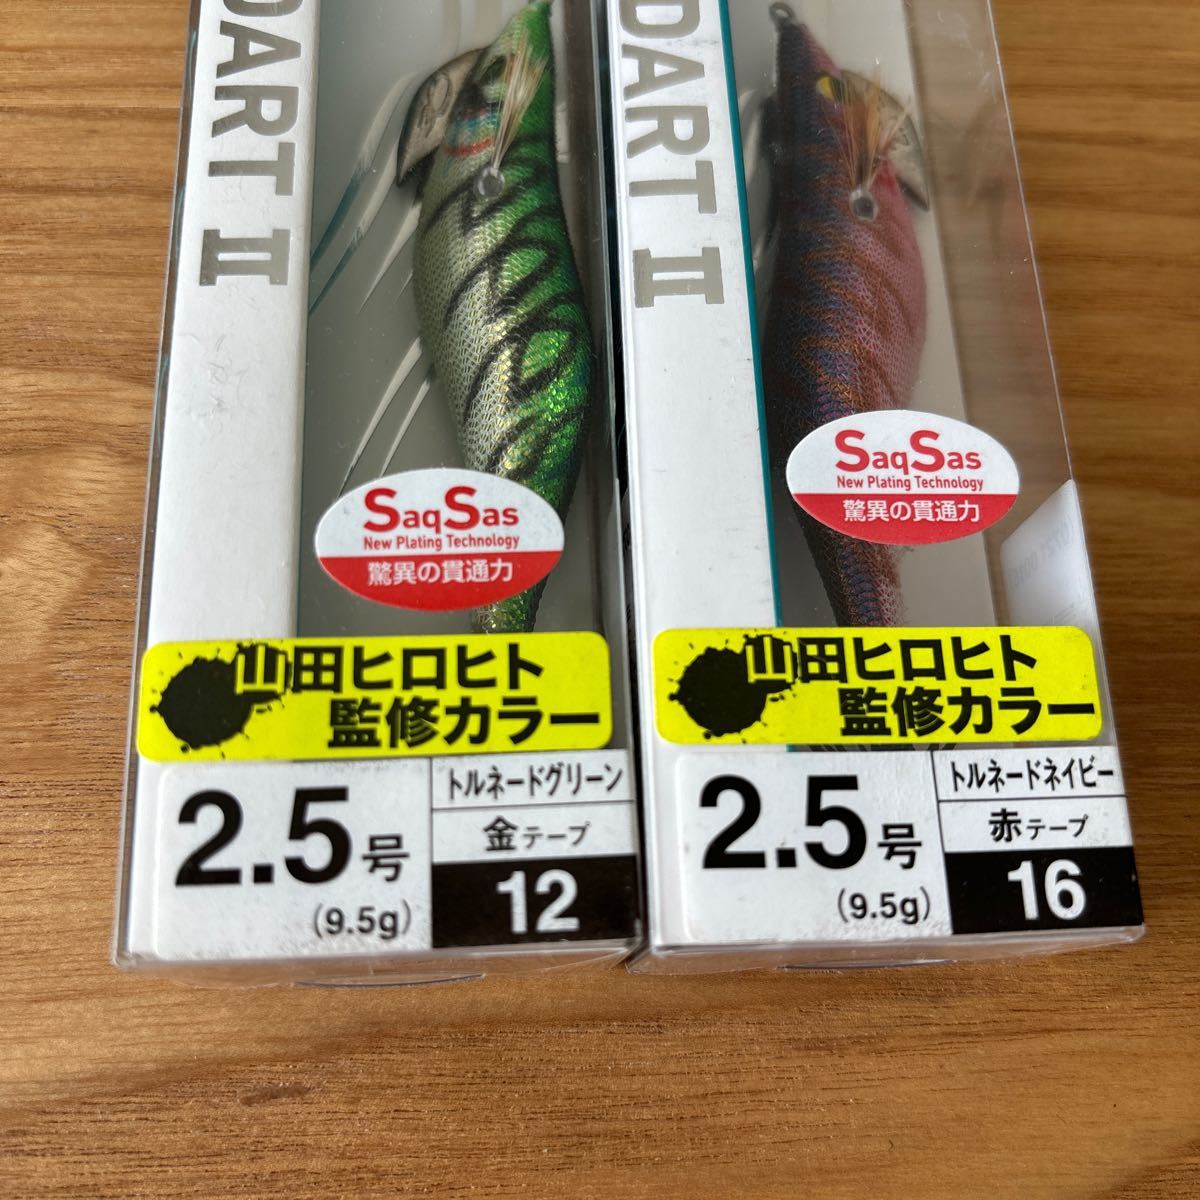 DART II
SaqSas
New Plating Technology
驚異の貫通力
山田ヒロヒト
監修カラー
2.5号
(9.5g)
トルネードグリーン
金テープ
12
DART II
SaqSas
New Plating Technology
驚異の貫通力
山田ヒロヒト
監修カラー
2.5号
(9.5g)
トルネードネイビー
赤テープ
16